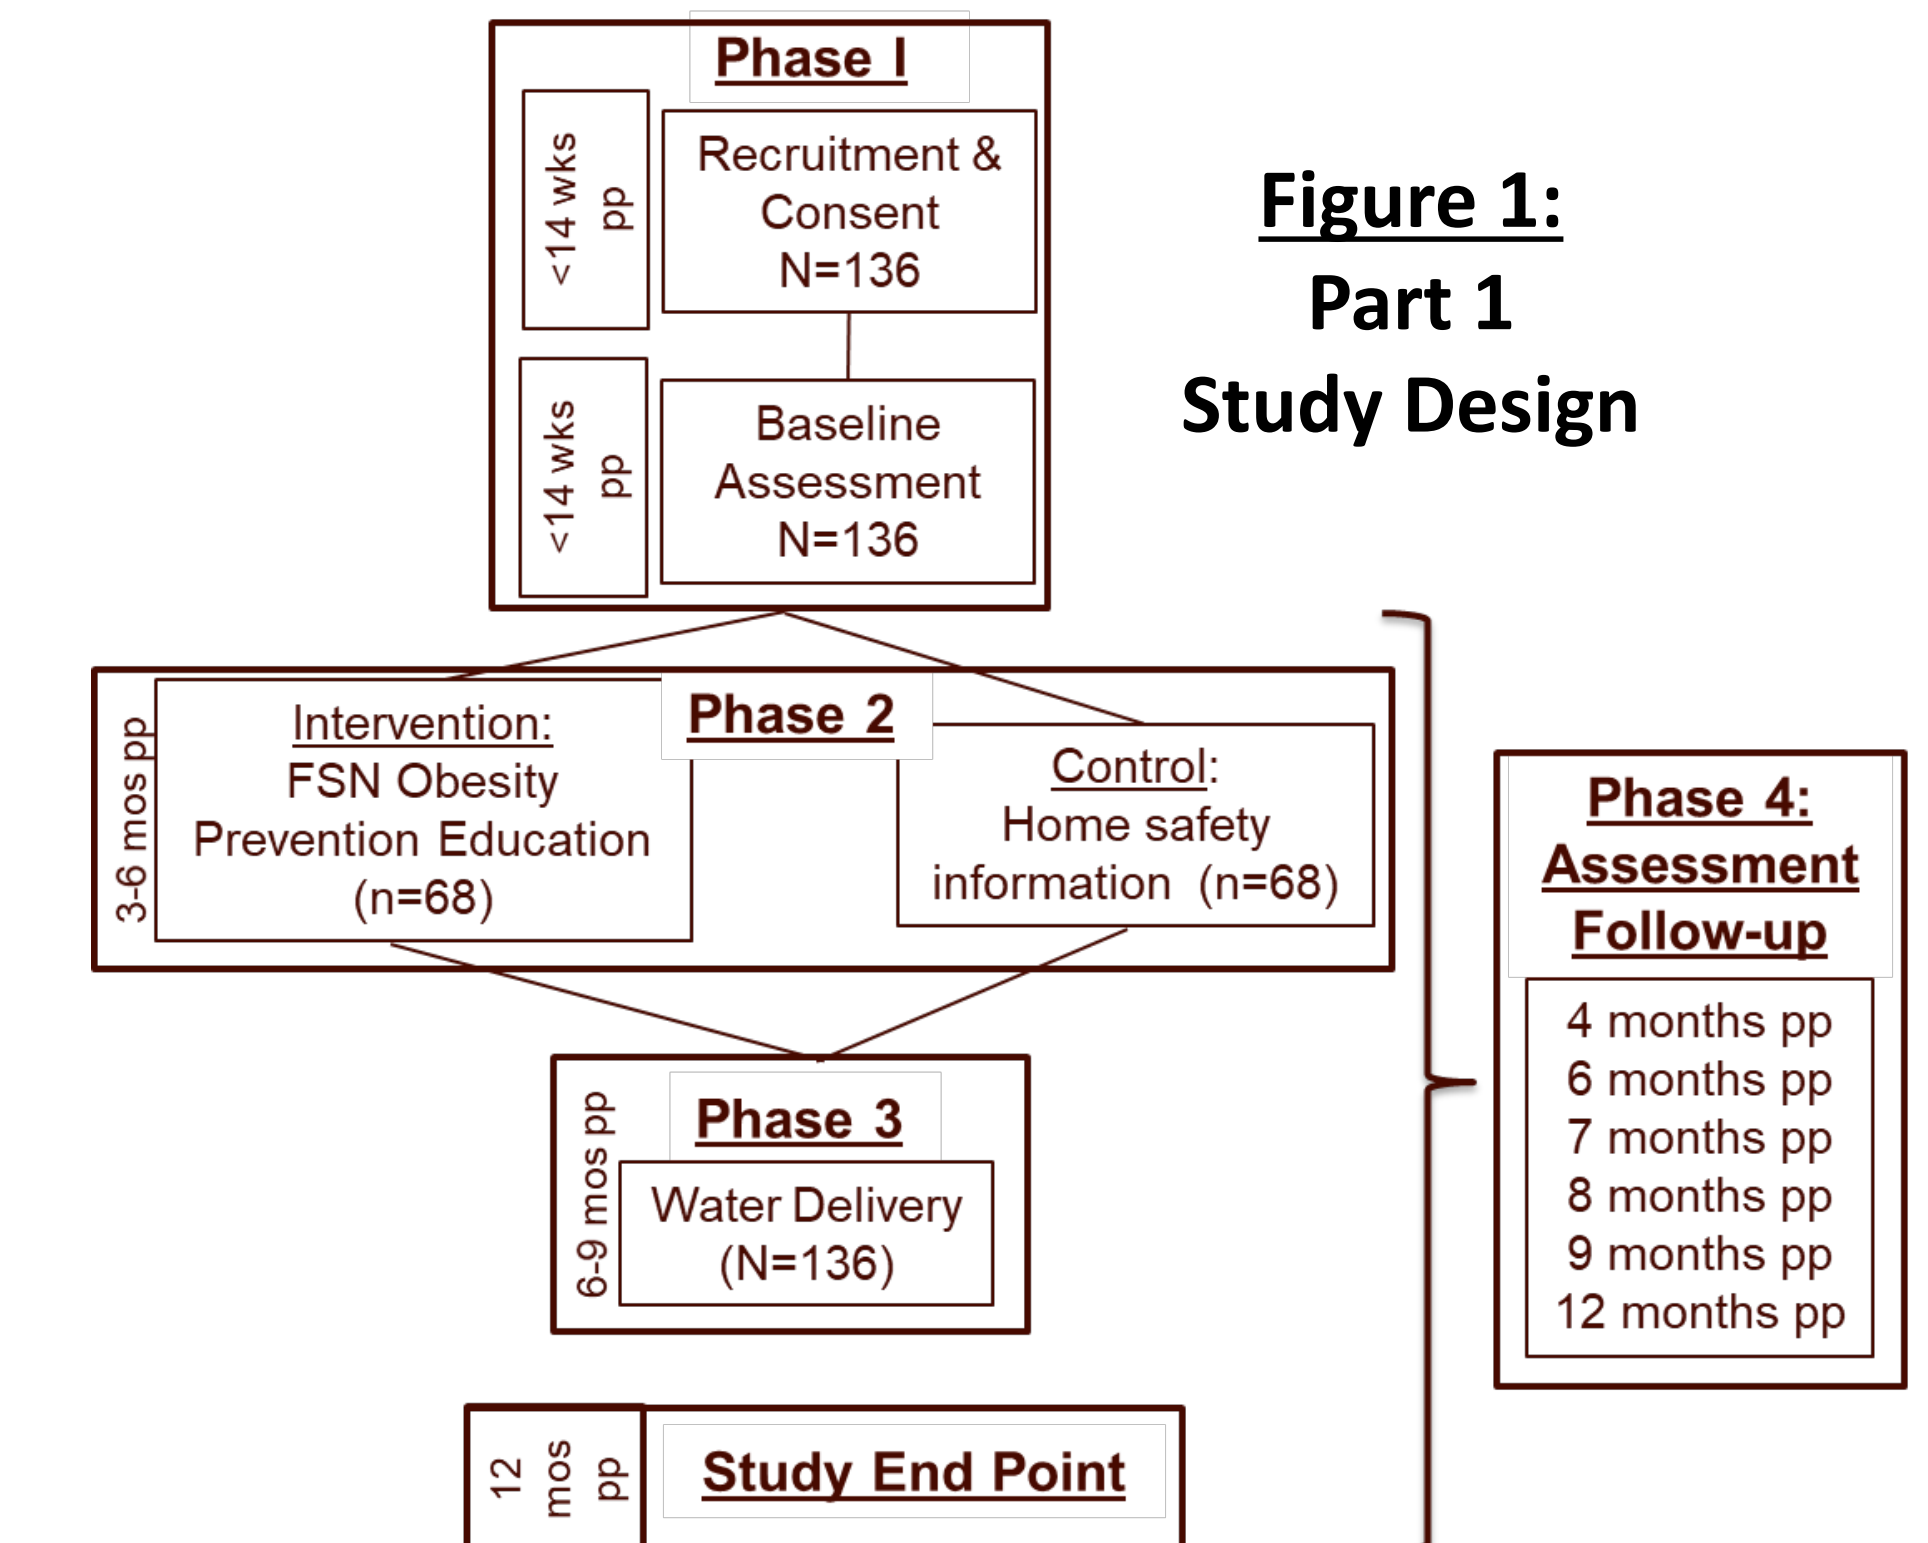 Phase I
<14 wks
pp
Recruitment &
Consent
N=136
<14 wks
pp
Baseline
Assessment
N=136
Figure 1:
Part 1
Study Design
Phase 2
3-6 mos pp
Intervention:
FSN Obesity
Prevention Education
(n=68)
Control:
Home safety
information (n=68)
Phase 3
6-9 mos pp
Water Delivery
(N=136)
Phase 4:
Assessment
Follow-up
4 months pp
6 months pp
7 months pp
8 months pp
9 months pp
12 months pp
12
mos
pp
Study End Point